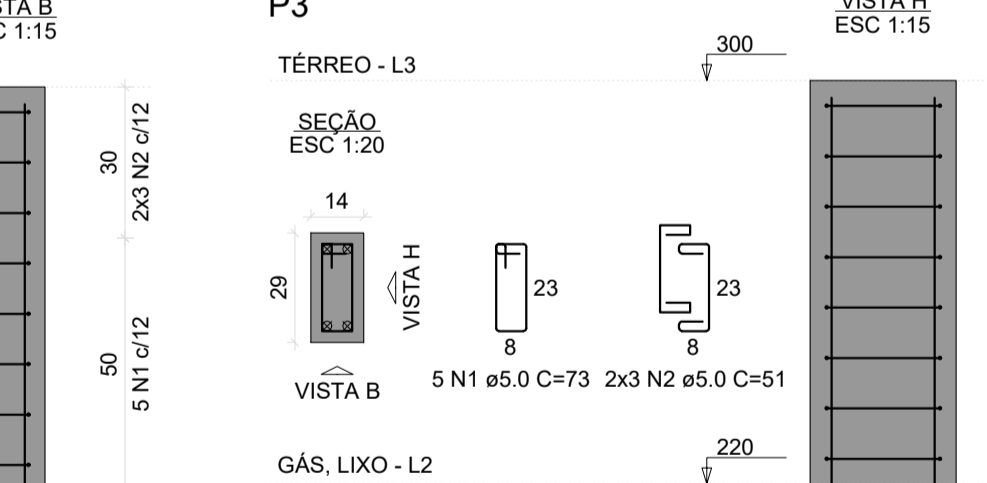 P3
VISTA H
ESC 1:15
1:15
TÉRREO - L3
300
SEÇÃO
ESC 1:20
14
29
VISTA H
VISTA B
23
8
5 N1 ø5.0 C=73
23
8
2x3 N2 ø5.0 C=51
30
2x3 N2 c/12
50
5 N1 c/12
GÁS, LIXO - L2
220